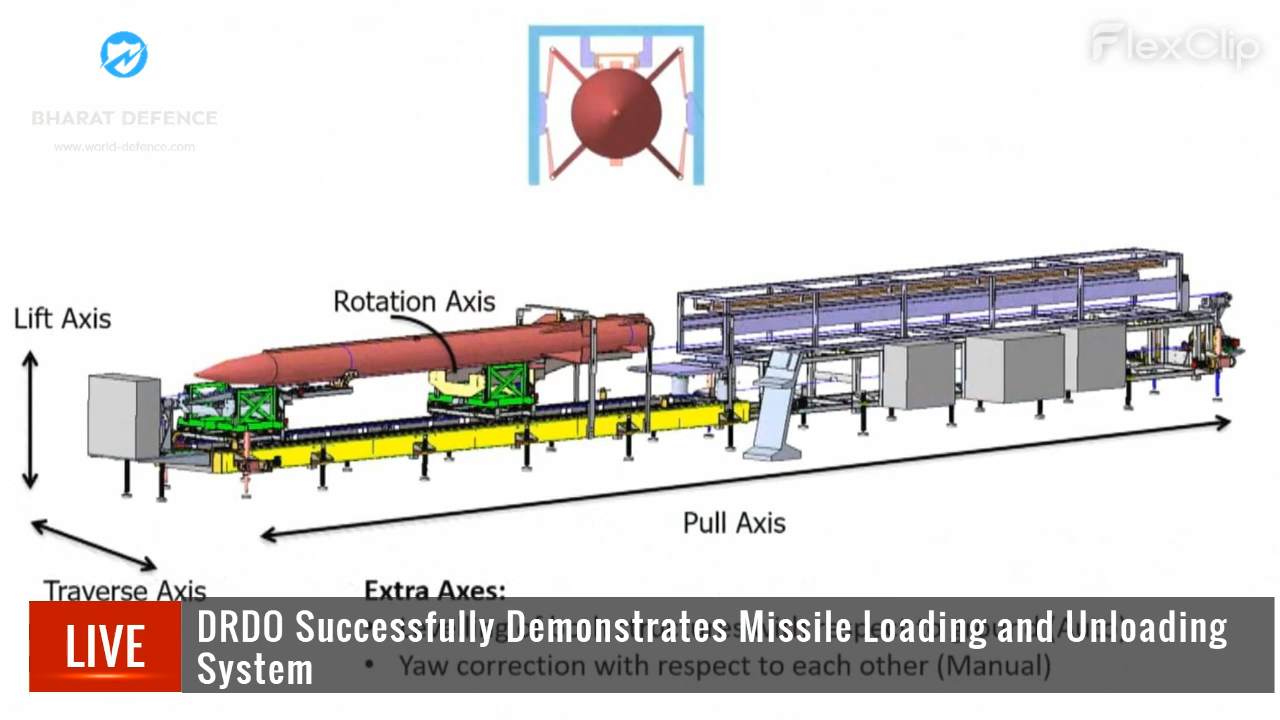 FlexClip
BHARAT DEFENCE
www.world-defence.com
Rotation Axis
Lift Axis
Pull Axis
Traverse Axis
Extra Axes:
LIVE
DRDO Successfully Demonstrates Missile Loading and Unloading
System
• Yaw correction with respect to each other (Manual)